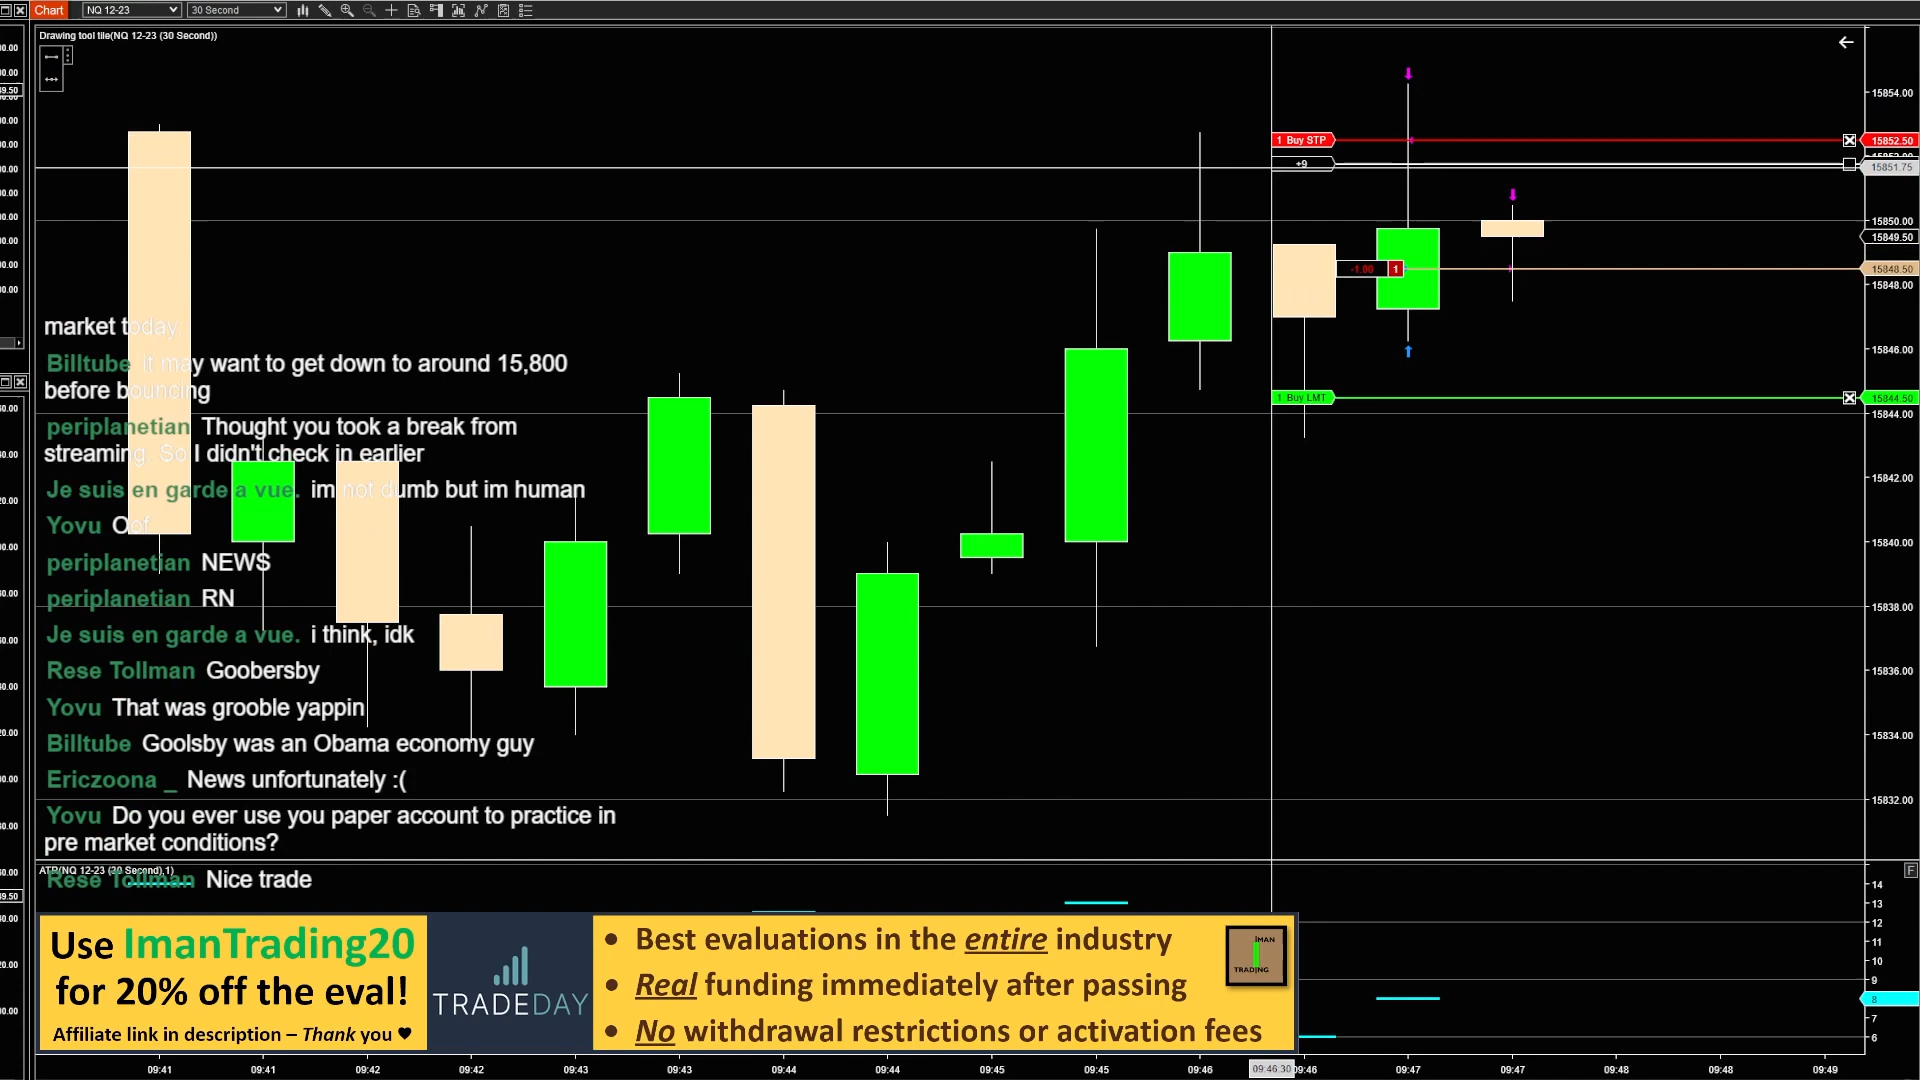 Chart
NQ 12-23
30 Second
Drawing tool tile(NQ 12-23 (30 Second))
1 Buy STP
+9
-1.00 1
1 Buy LMT
15854.00
15852.50
15851.75
15850.00
15849.50
15848.50
15848.00
15846.00
15844.50
15844.00
15842.00
15840.00
15838.00
15836.00
15834.00
15832.00
market today
Billtube It may want to get down to around 15,800
before bouncing
periplanetian Thought you took a break from
streaming. So I didn't check in earlier
Je suis en garde a vue. im not dumb but im human
Yovu Oof
periplanetian NEWS
periplanetian RN
Je suis en garde a vue. i think, idk
Rese Tollman Goobersby
Yovu That was grooble yappin
Billtube Goolsby was an Obama economy guy
Ericzoona _ News unfortunately :(
Yovu Do you ever use you paper account to practice in
pre market conditions?
ATR(NQ 12-23 (30 Second),1)
Rese Tollman Nice trade
F
14
13
12
11
10
9
8
7
6
Use ImanTrading20
for 20% off the eval!
Affiliate link in description – Thank you ♥
TRADEDAY
• Best evaluations in the entire industry
• Real funding immediately after passing
• No withdrawal restrictions or activation fees
IMAN
TRADING
09:41 09:41 09:42 09:42 09:43 09:43 09:44 09:44 09:45 09:45 09:46 09:46:30 09:46 09:47 09:47 09:48 09:48 09:49